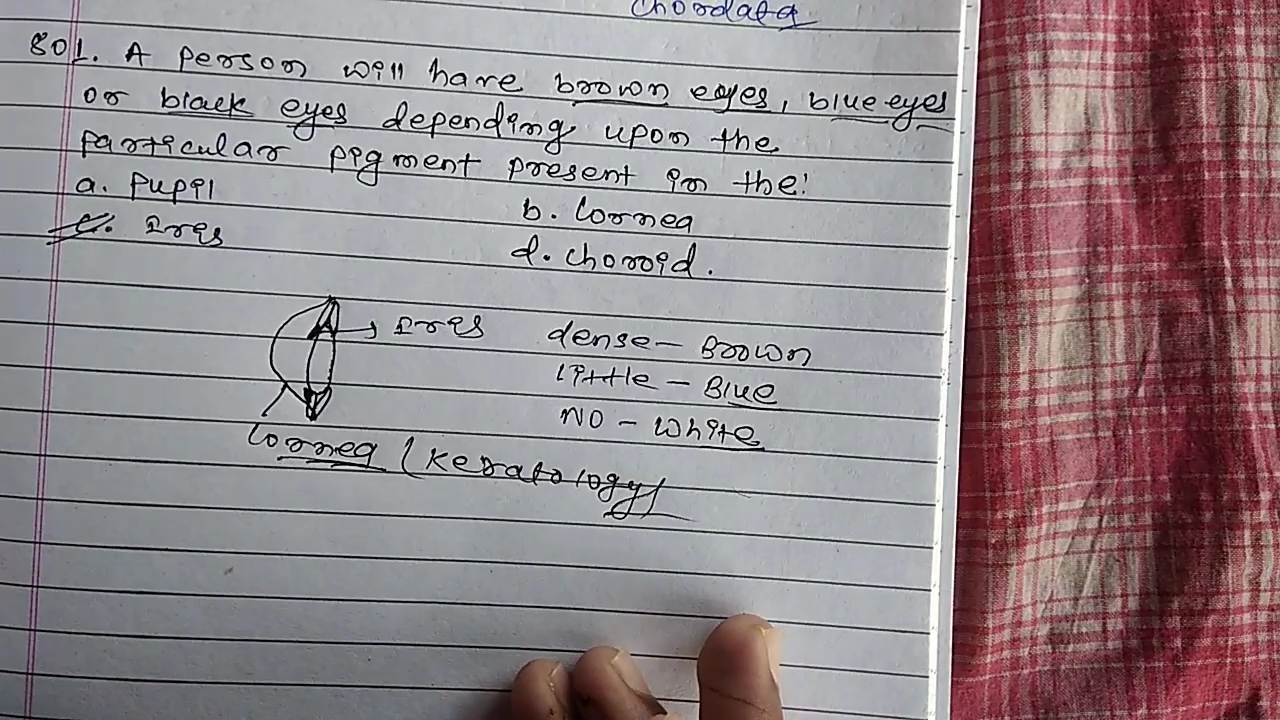 Chordata
801. A person will have brown eyes, blue eyes
or black eyes depending upon the
particular pigment present in the:
a. Pupil
b. Cornea
c. Iris
d. Choroid.
Iris
dense - Brown
little - Blue
NO - White
Cornea (Keratology)